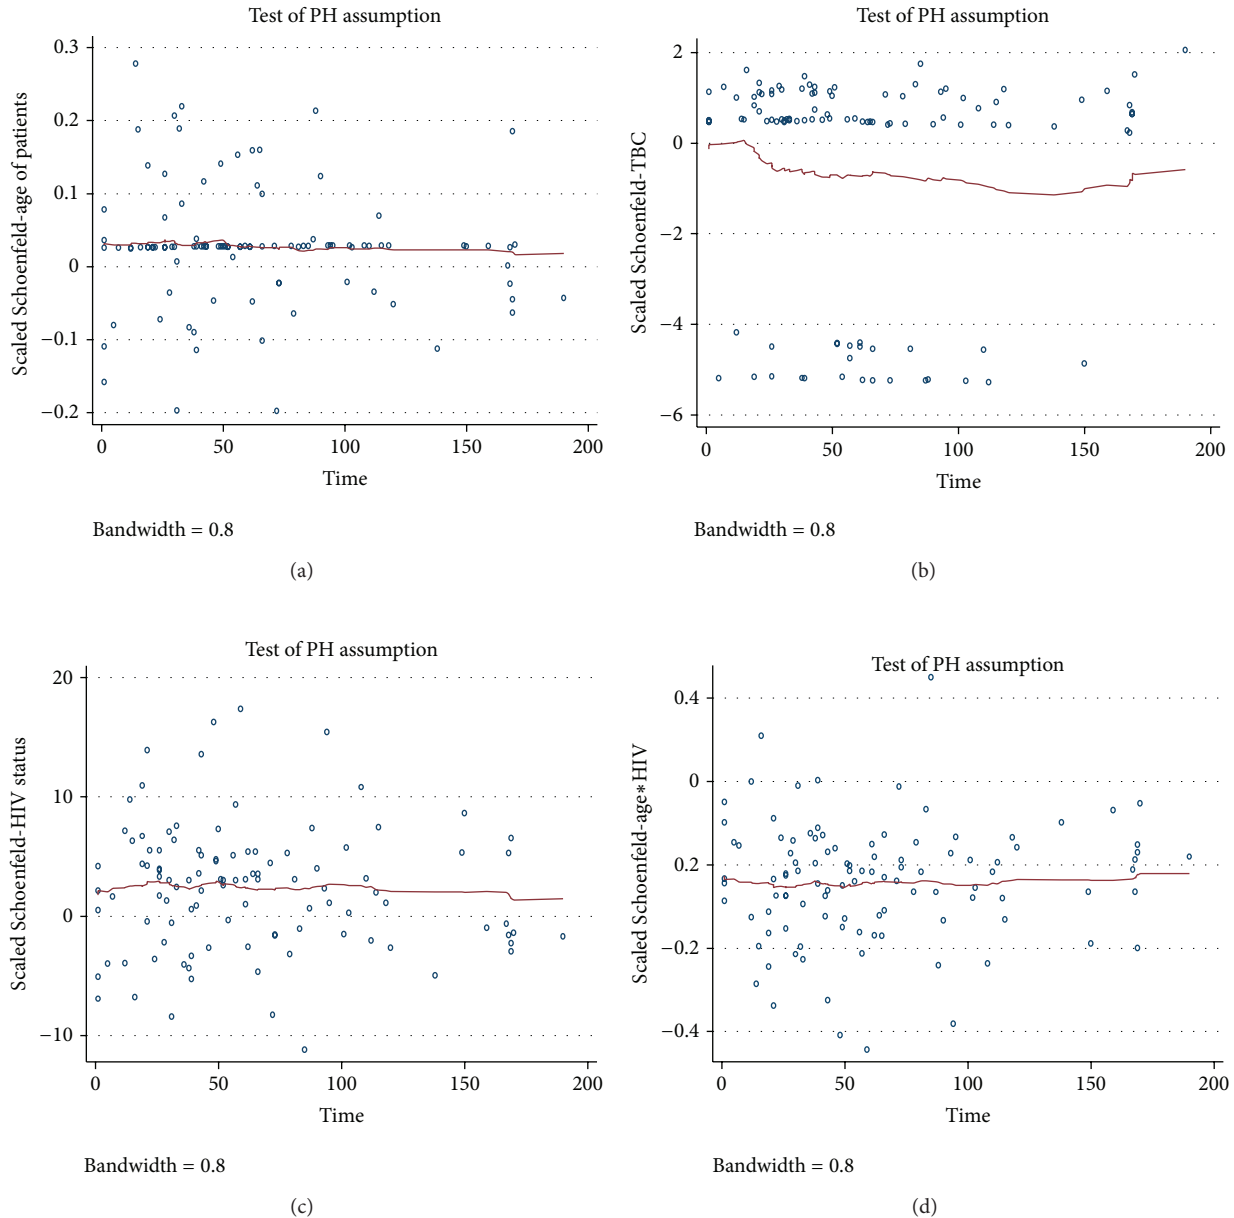 Test of PH assumption
0.3
0.2
0.1
0
−0.1
−0.2
Scaled Schoenfeld-age of patients
0
50
100
150
200
Time
Bandwidth = 0.8
(a)
Test of PH assumption
2
0
−2
−4
−6
Scaled Schoenfeld-TBC
0
50
100
150
200
Time
Bandwidth = 0.8
(b)
Test of PH assumption
20
10
0
−10
Scaled Schoenfeld-HIV status
0
50
100
150
200
Time
Bandwidth = 0.8
(c)
Test of PH assumption
0.4
0
0.2
−0.2
−0.4
Scaled Schoenfeld-age∗HIV
0
50
100
150
200
Time
Bandwidth = 0.8
(d)